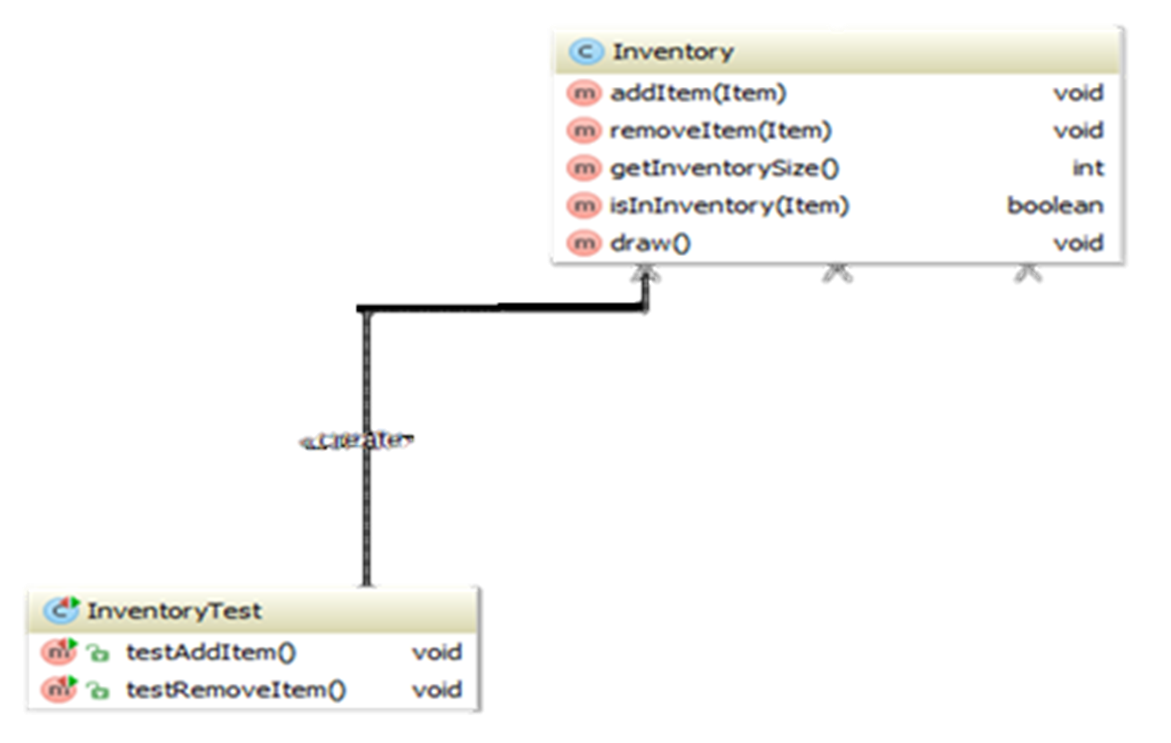 C Inventory
m addItem(Item) void
m removeItem(Item) void
m getInventorySize() int
m isInInventory(Item) boolean
m draw() void
«create»
C InventoryTest
m testAddItem() void
m testRemoveItem() void